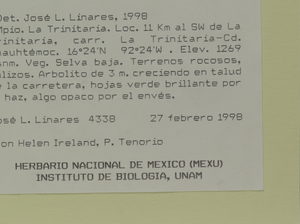 Det. José L. Linares, 1998
Mpio. La Trinitaria. Loc. 11 Km al SW de La
Trinitaria, carr. La Trinitaria-Cd.
Cuauhtémoc. 16°24´N 92°24´W . Elev. 1269
snm. Veg. Selva baja. Terrenos rocosos,
alizos. Arbolito de 3 m, creciendo en talud
de la carretera, hojas verde brillante por
haz, algo opaco por el envés.
José L. Linares 4338 27 febrero 1998
con Helen Ireland, P. Tenorio
HERBARIO NACIONAL DE MEXICO (MEXU)
INSTITUTO DE BIOLOGIA, UNAM